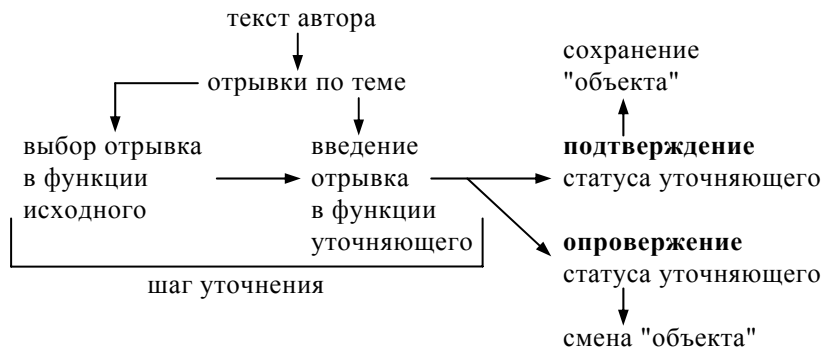 текст автора
отрывки по теме
выбор отрывка
в функции
исходного
введение
отрывка
в функции
уточняющего
шаг уточнения
сохранение
"объекта"
подтверждение
статуса уточняющего
опровержение
статуса уточняющего
смена "объекта"